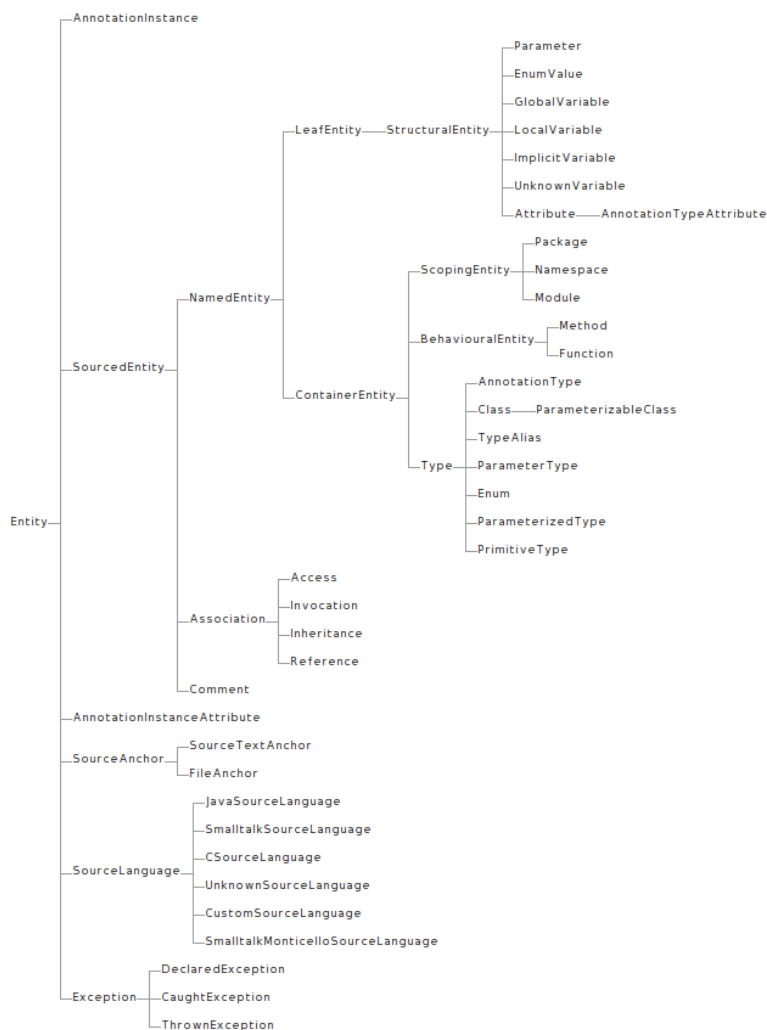 AnnotationInstance
Parameter
EnumValue
GlobalVariable
LeafEntity StructuralEntity LocalVariable
ImplicitVariable
UnknownVariable
Attribute AnnotationTypeAttribute
Package
ScopingEntity Namespace
NamedEntity Module
Method
BehaviouralEntity
Function
SourcedEntity
AnnotationType
ContainerEntity
Class ParameterizableClass
TypeAlias
Type ParameterType
Enum
Entity ParameterizedType
PrimitiveType
Access
Invocation
Association
Inheritance
Reference
Comment
AnnotationInstanceAttribute
SourceTextAnchor
SourceAnchor
FileAnchor
JavaSourceLanguage
SmalltalkSourceLanguage
CSourceLanguage
SourceLanguage
UnknownSourceLanguage
CustomSourceLanguage
SmalltalkMonticelloSourceLanguage
DeclaredException
Exception CaughtException
ThrownException